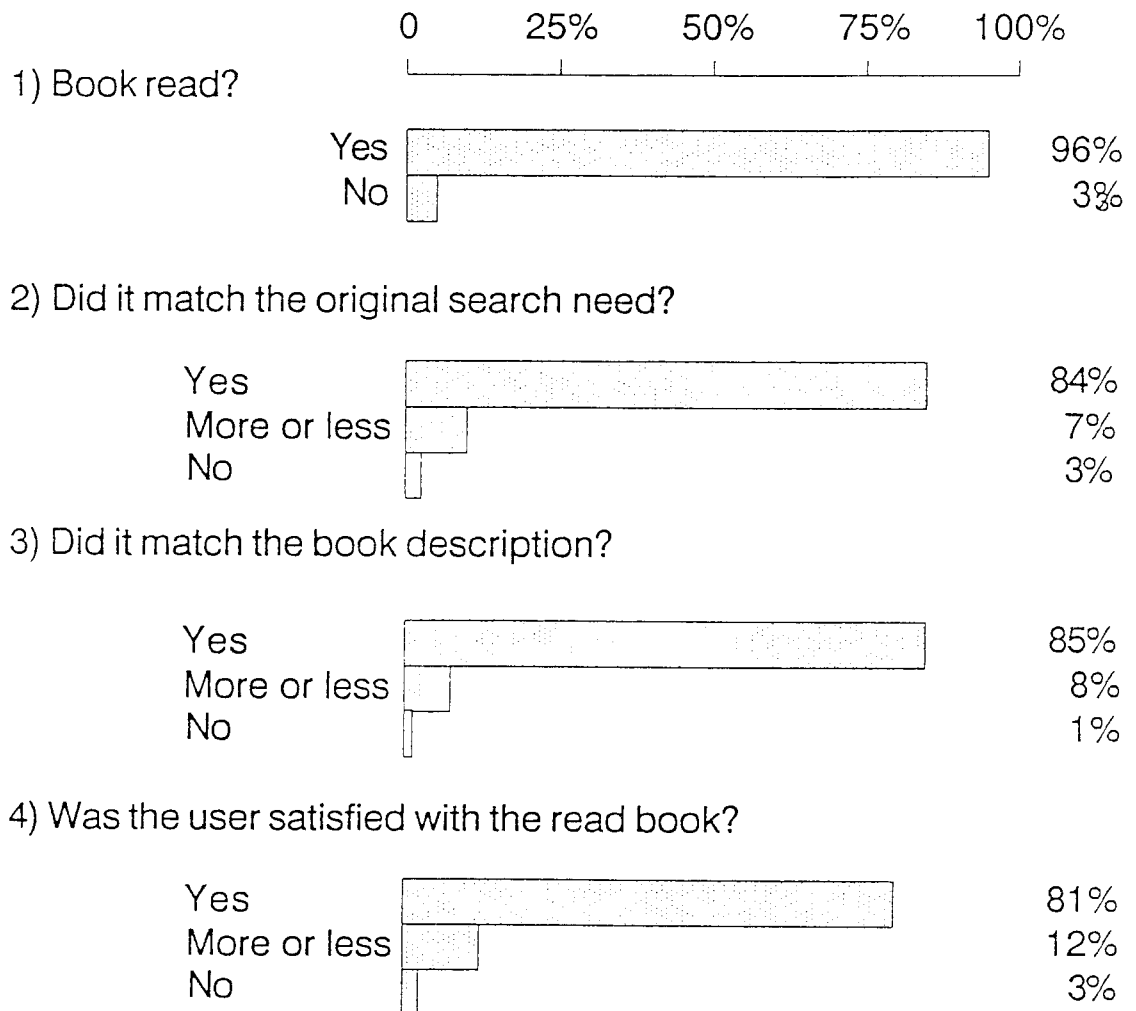 0 25% 50% 75% 100%
1) Book read?
Yes 96%
No 3%
2) Did it match the original search need?
Yes 84%
More or less 7%
No 3%
3) Did it match the book description?
Yes 85%
More or less 8%
No 1%
4) Was the user satisfied with the read book?
Yes 81%
More or less 12%
No 3%